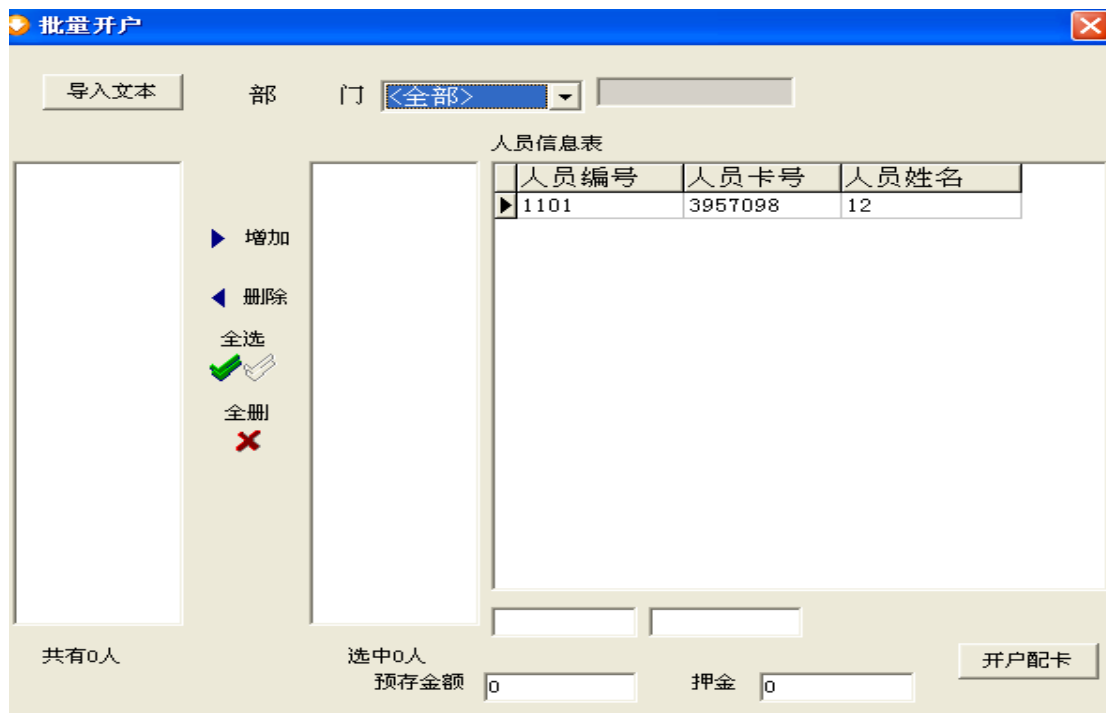 批量开户
导入文本 部 门 <全部>
人员信息表
人员编号 人员卡号 人员姓名
1101 3957098 12
增加
删除
全选
全删
共有0人 选中0人 开户配卡
预存金额 0 押金 0